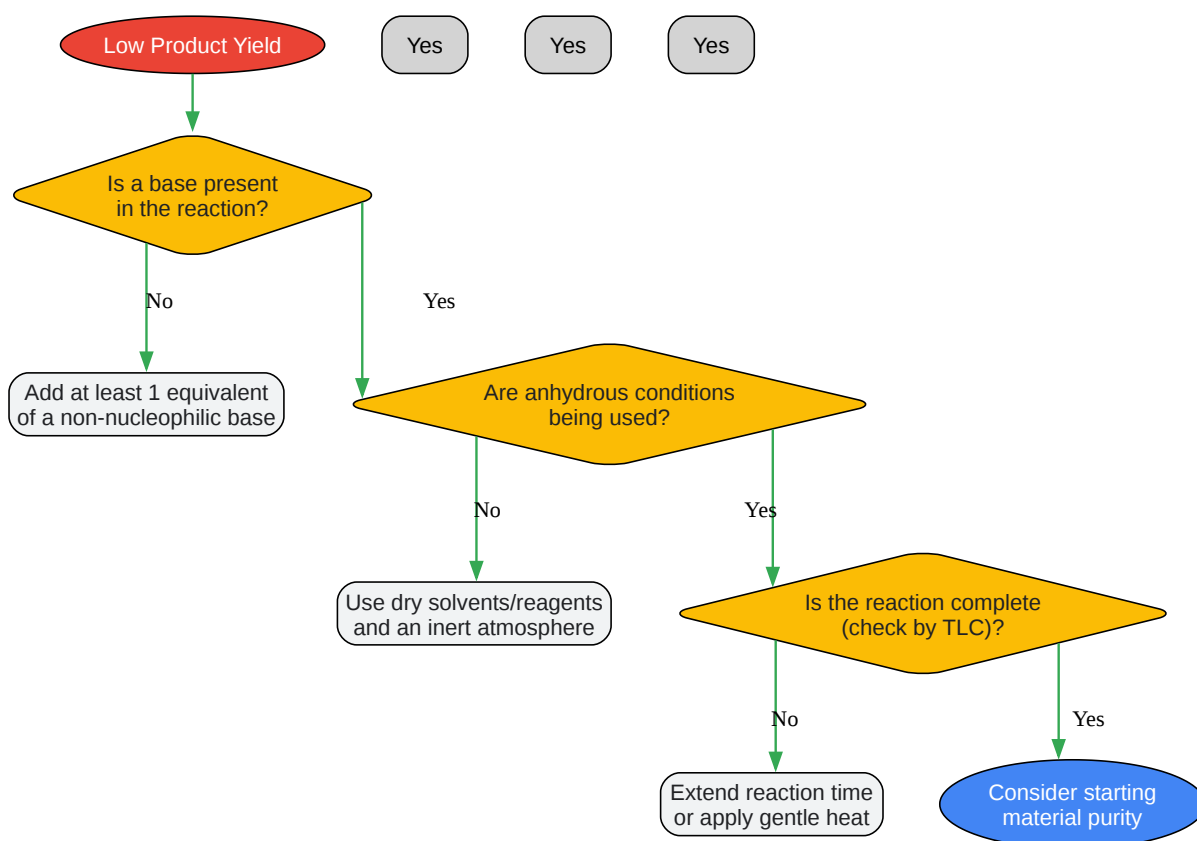 Low Product Yield
Yes
Yes
Yes
Is a base present
in the reaction?
No
Yes
Add at least 1 equivalent
of a non-nucleophilic base
Are anhydrous conditions
being used?
No
Yes
Use dry solvents/reagents
and an inert atmosphere
Is the reaction complete
(check by TLC)?
No
Yes
Extend reaction time
or apply gentle heat
Consider starting
material purity